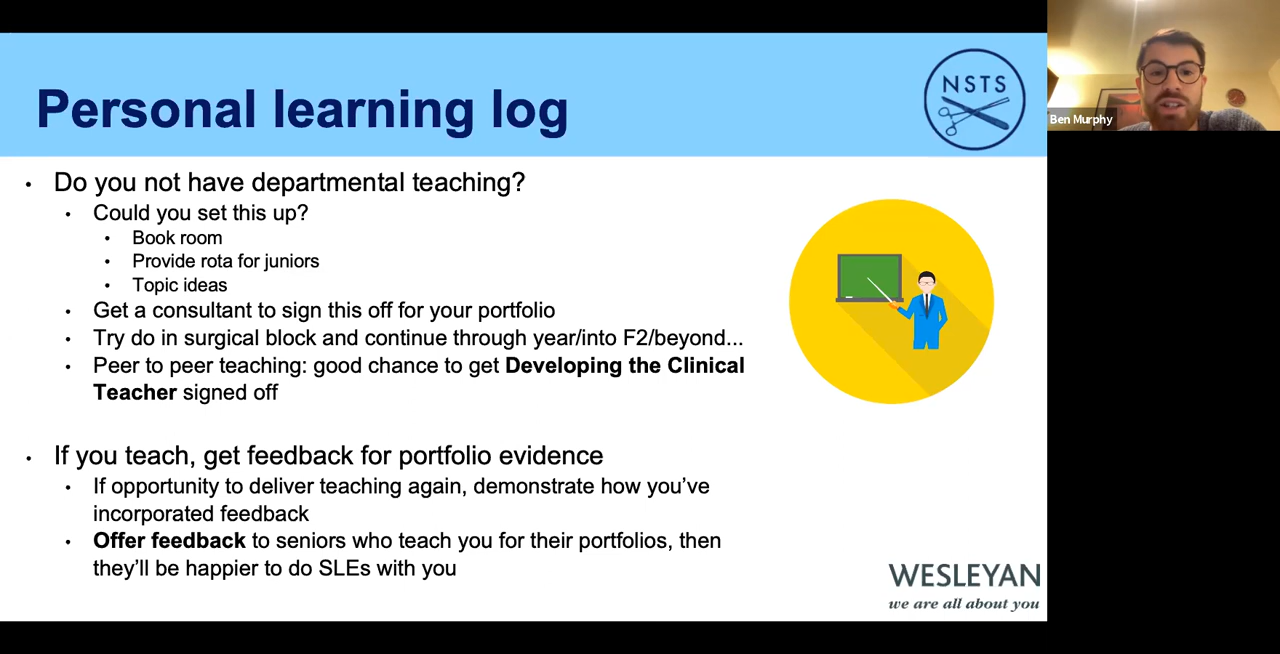 Personal learning log
NSTS
Ben Murphy
• Do you not have departmental teaching?
• Could you set this up?
• Book room
• Provide rota for juniors
• Topic ideas
• Get a consultant to sign this off for your portfolio
• Try do in surgical block and continue through year/into F2/beyond...
• Peer to peer teaching: good chance to get Developing the Clinical
Teacher signed off
• If you teach, get feedback for portfolio evidence
• If opportunity to deliver teaching again, demonstrate how you’ve
incorporated feedback
• Offer feedback to seniors who teach you for their portfolios, then
they’ll be happier to do SLEs with you
WESLEYAN
we are all about you